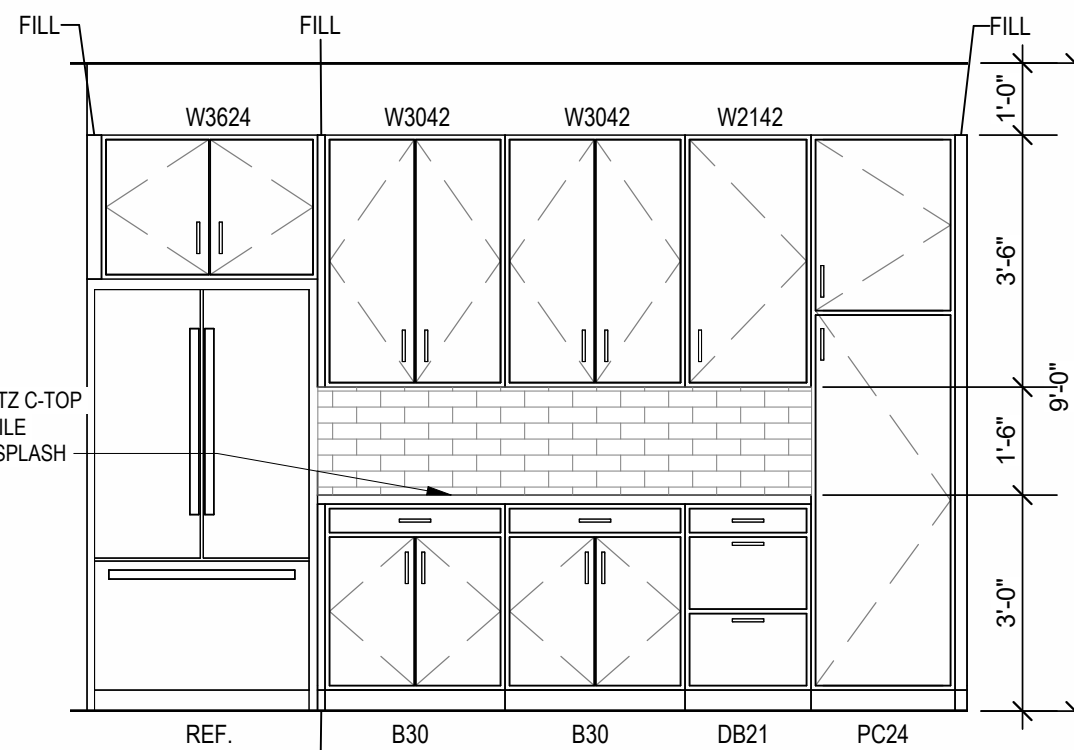 FILL
FILL
FILL
W3624
W3042
W3042
W2142
1'-0"
3'-6"
9'-0"
TZ C-TOP
ILE
SPLASH
1'-6"
3'-0"
REF.
B30
B30
DB21
PC24